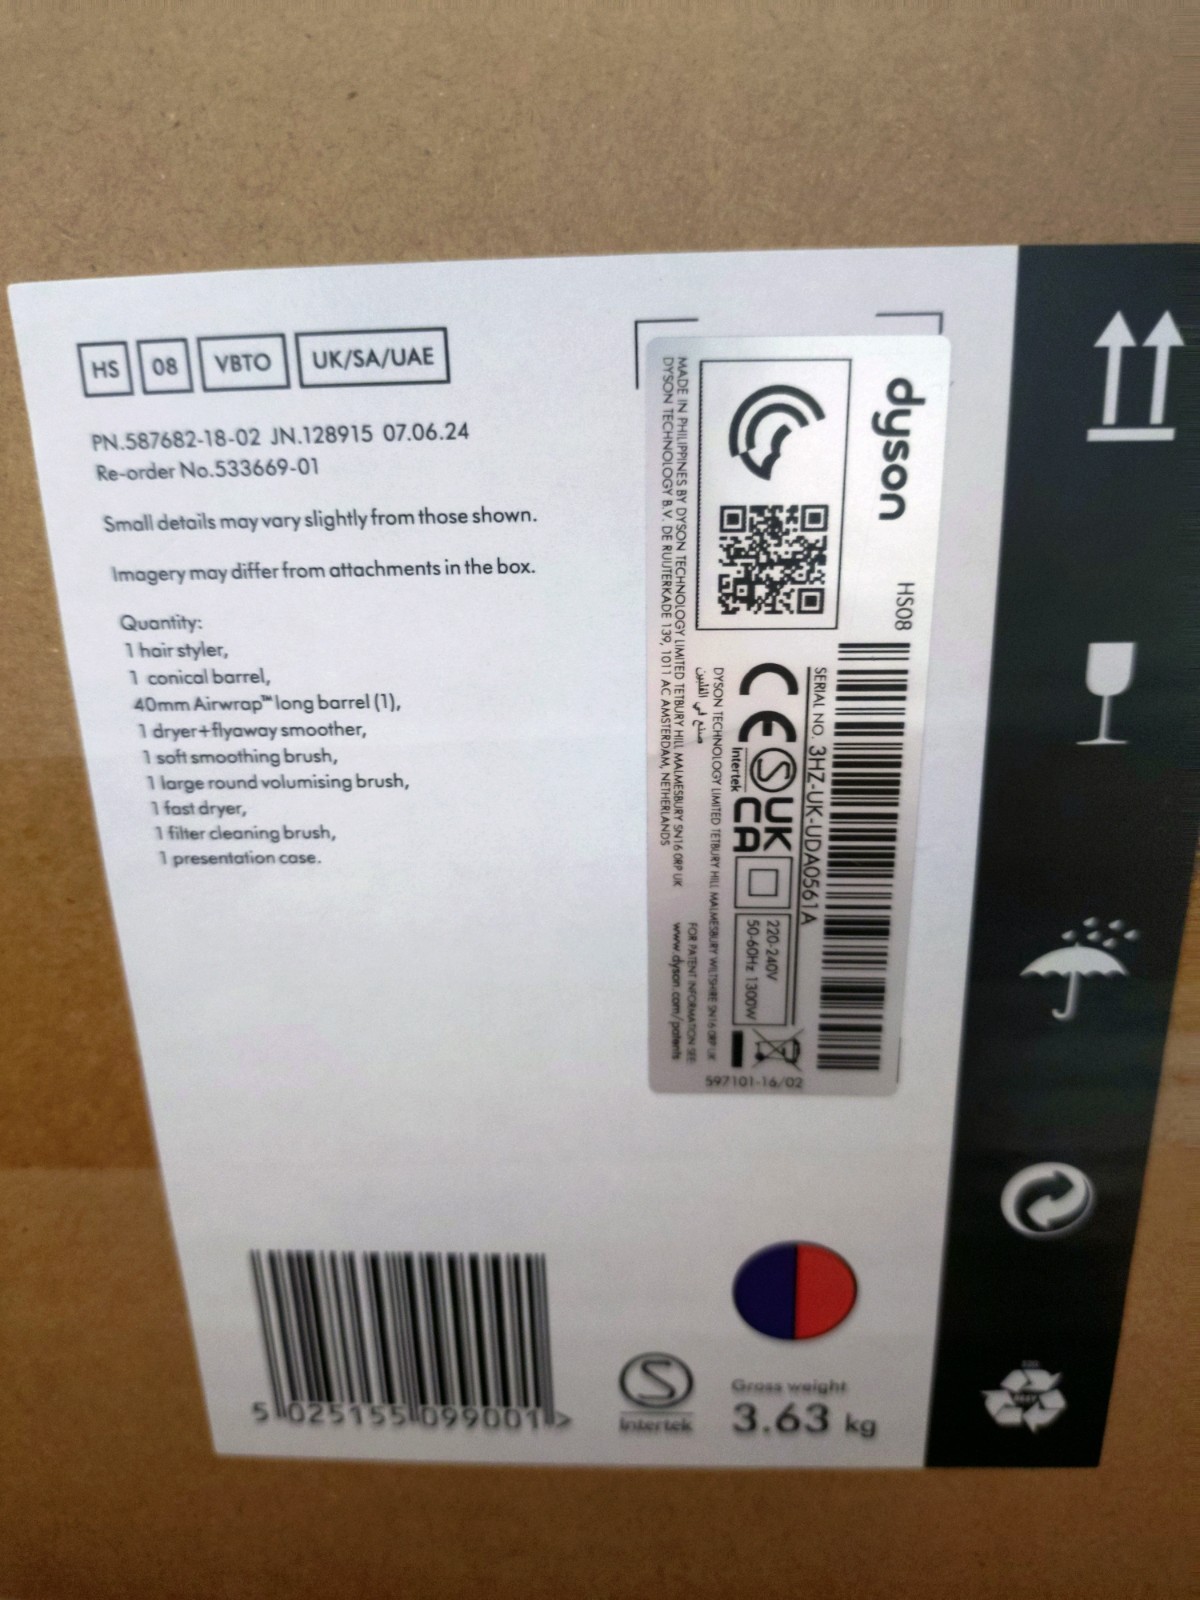 HS 08 VBTO UK/SA/UAE
PN.587682-18-02 JN.128915 07.06.24
Re-order No.533669-01
Small details may vary slightly from those shown.
Imagery may differ from attachments in the box.
Quantity:
1 hair styler,
1 conical barrel,
40mm Airwrap™ long barrel (1),
1 dryer+flyaway smoother,
1 soft smoothing brush,
1 large round volumising brush,
1 fast dryer,
1 filter cleaning brush,
1 presentation case.
dyson HS08
SERIAL NO. 3HZ-UK-UDA0561A
CE Intertek UK CA
220-240V
50-60Hz 1300W
DYSON TECHNOLOGY LIMITED TETBURY HILL MALMESBURY WILTSHIRE SN16 0RP UK
صنع في الفلبين
FOR PATENT INFORMATION SEE:
www.dyson.com/patents
MADE IN PHILIPPINES BY DYSON TECHNOLOGY LIMITED TETBURY HILL MALMESBURY SN16 0RP UK
DYSON TECHNOLOGY B.V. DE RUIJTERKADE 139, 1011 AC AMSTERDAM, NETHERLANDS
597101-16/02
5 025155 099001 >
Intertek
Gross weight
3.63 kg